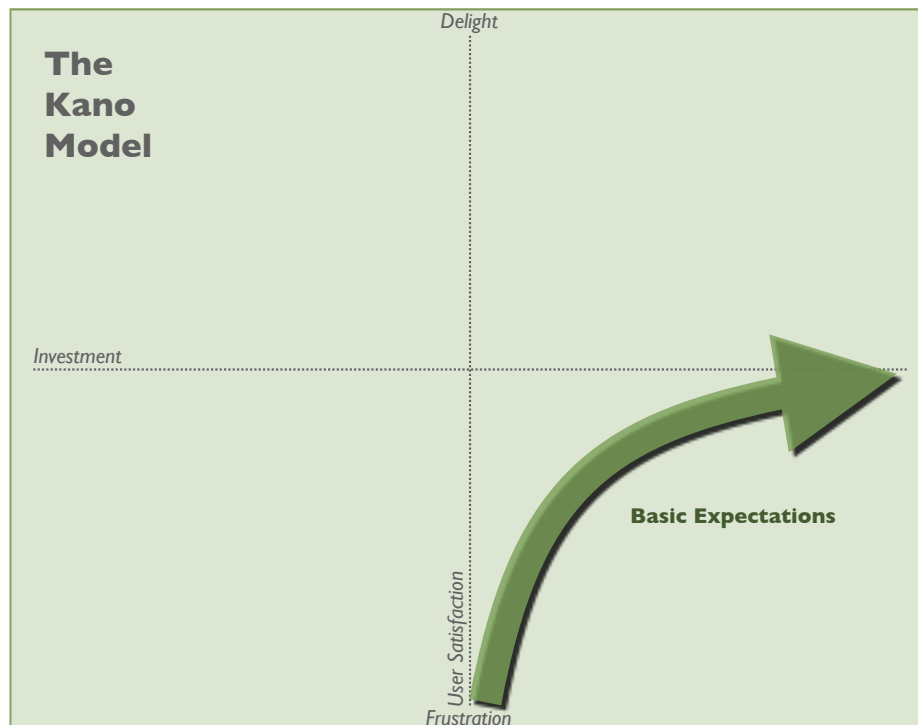 Delight
The
Kano
Model
Investment
Basic Expectations
User Satisfaction
Frustration